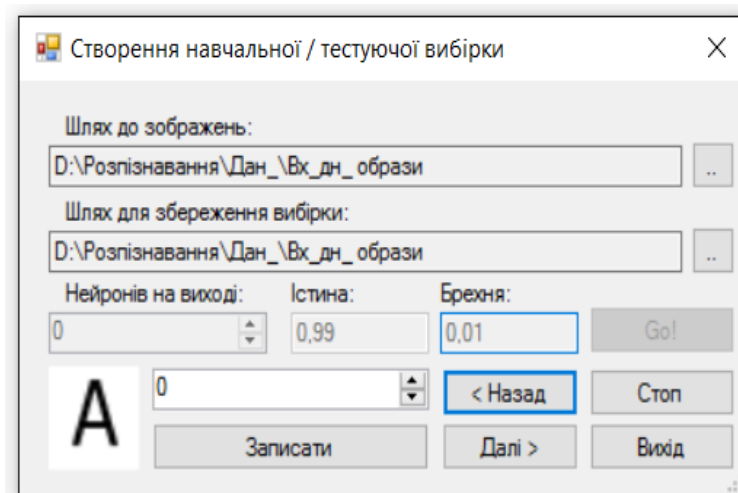 Створення навчальної / тестуючої вибірки
Шлях до зображень:
D:\Розпізнавання\Дан_\Вх_дн_ образи ..
Шлях для збереження вибірки:
D:\Розпізнавання\Дан_\Вх_дн_ образи ..
Нейронів на виході: Істина: Брехня:
0 0,99 0,01 Go!
А 0 < Назад Стоп
Записати Далі > Вихід